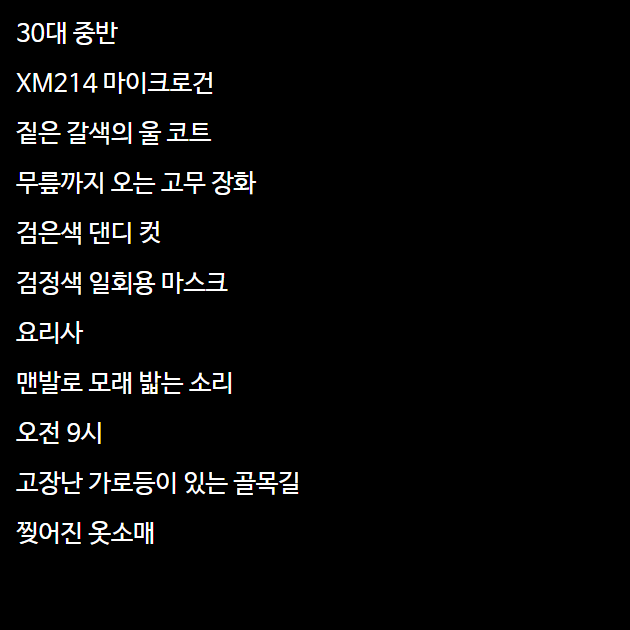 30대 중반
XM214 마이크로건
짙은 갈색의 울 코트
무릎까지 오는 고무 장화
검은색 댄디 컷
검정색 일회용 마스크
요리사
맨발로 모래 밟는 소리
오전 9시
고장난 가로등이 있는 골목길
찢어진 옷소매